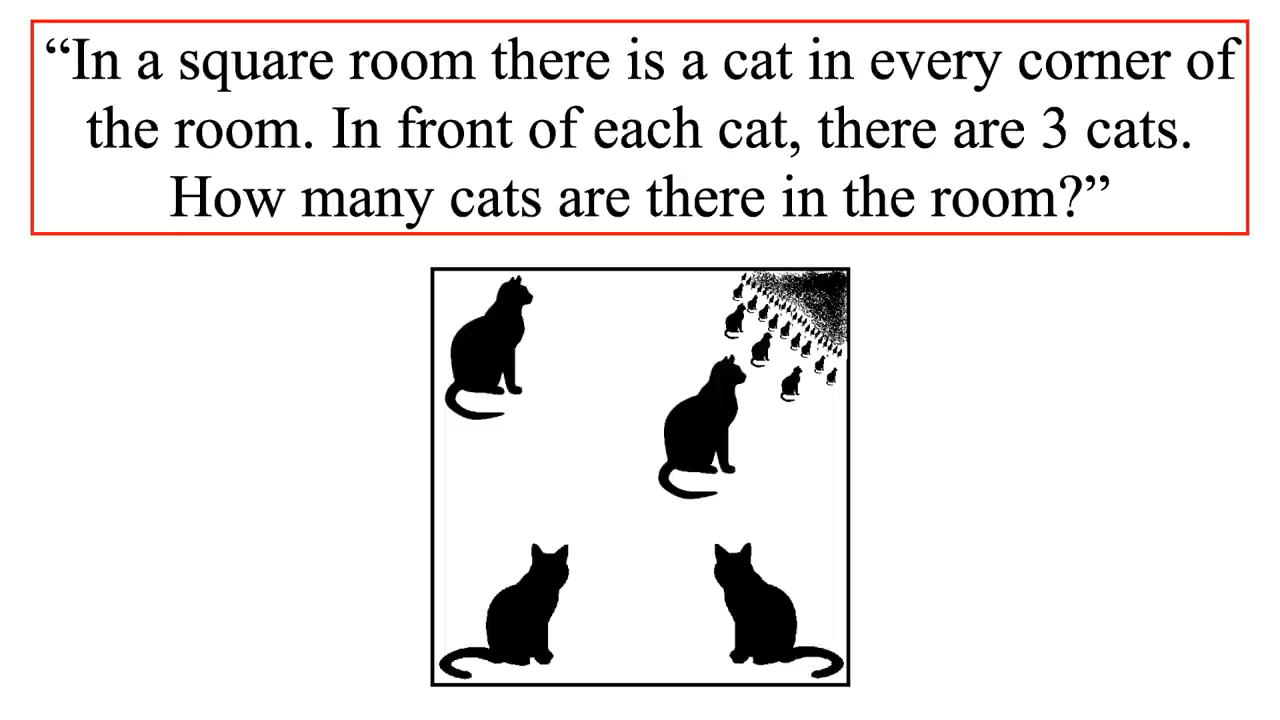 “In a square room there is a cat in every corner of
the room. In front of each cat, there are 3 cats.
How many cats are there in the room?”